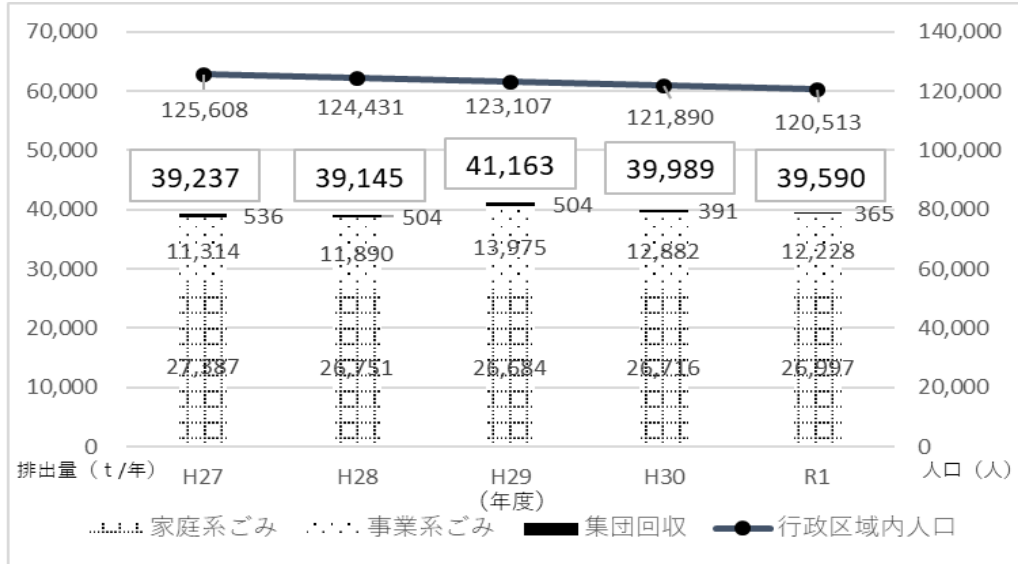 70,000
60,000
50,000
40,000
30,000
20,000
10,000
0
排出量（ｔ/年）
140,000
120,000
100,000
80,000
60,000
40,000
20,000
0
人口（人）
125,608 124,431 123,107 121,890 120,513
39,237 39,145 41,163 39,989 39,590
536 504 504 391 365
11,314 11,890 13,975 12,882 12,228
27,387 26,751 26,684 26,716 26,997
H27 H28 H29 H30 R1
（年度）
家庭系ごみ 事業系ごみ 集団回収 行政区域内人口